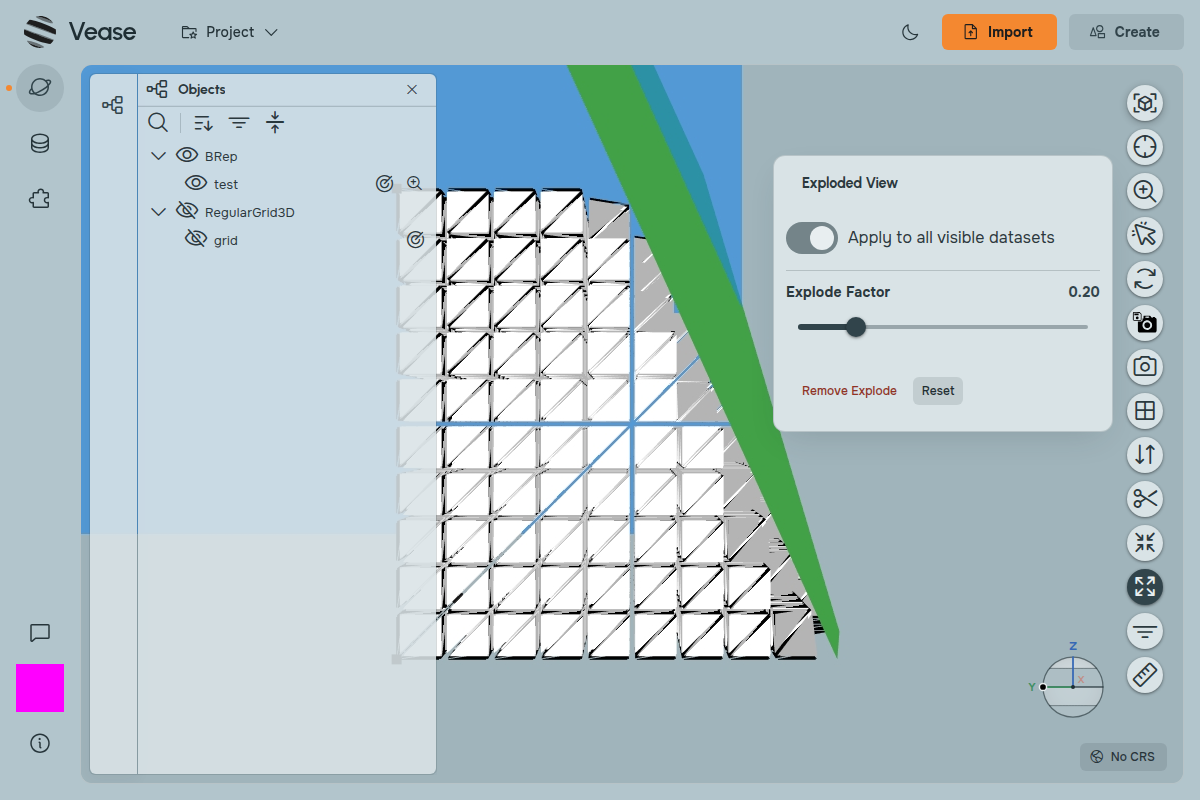 Vease
Project
Import
Create
Objects
BRep
test
RegularGrid3D
grid
Exploded View
Apply to all visible datasets
Explode Factor
0.20
Remove Explode
Reset
Z
Y
X
No CRS